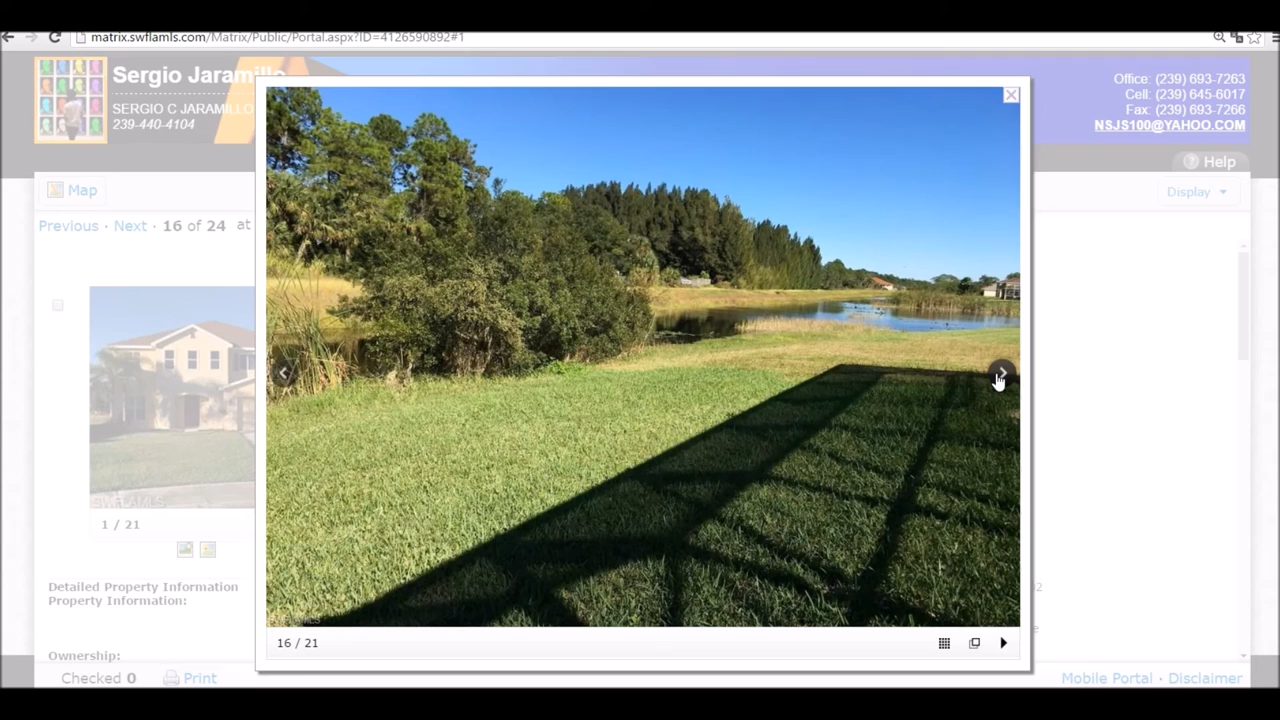 matrix.swflamls.com/Matrix/Public/Portal.aspx?ID=4126590892#1
Sergio Jaramillo
SERGIO C JARAMILLO
239-440-4104
Office: (239) 693-7263
Cell: (239) 645-6017
Fax: (239) 693-7266
NSJS100@YAHOO.COM
? Help
Map
Display
Previous · Next · 16 of 24 at
SWFLAMLS
1 / 21
Detailed Property Information
Property Information:
Ownership:
16 / 21
Checked 0 Print
Mobile Portal · Disclaimer